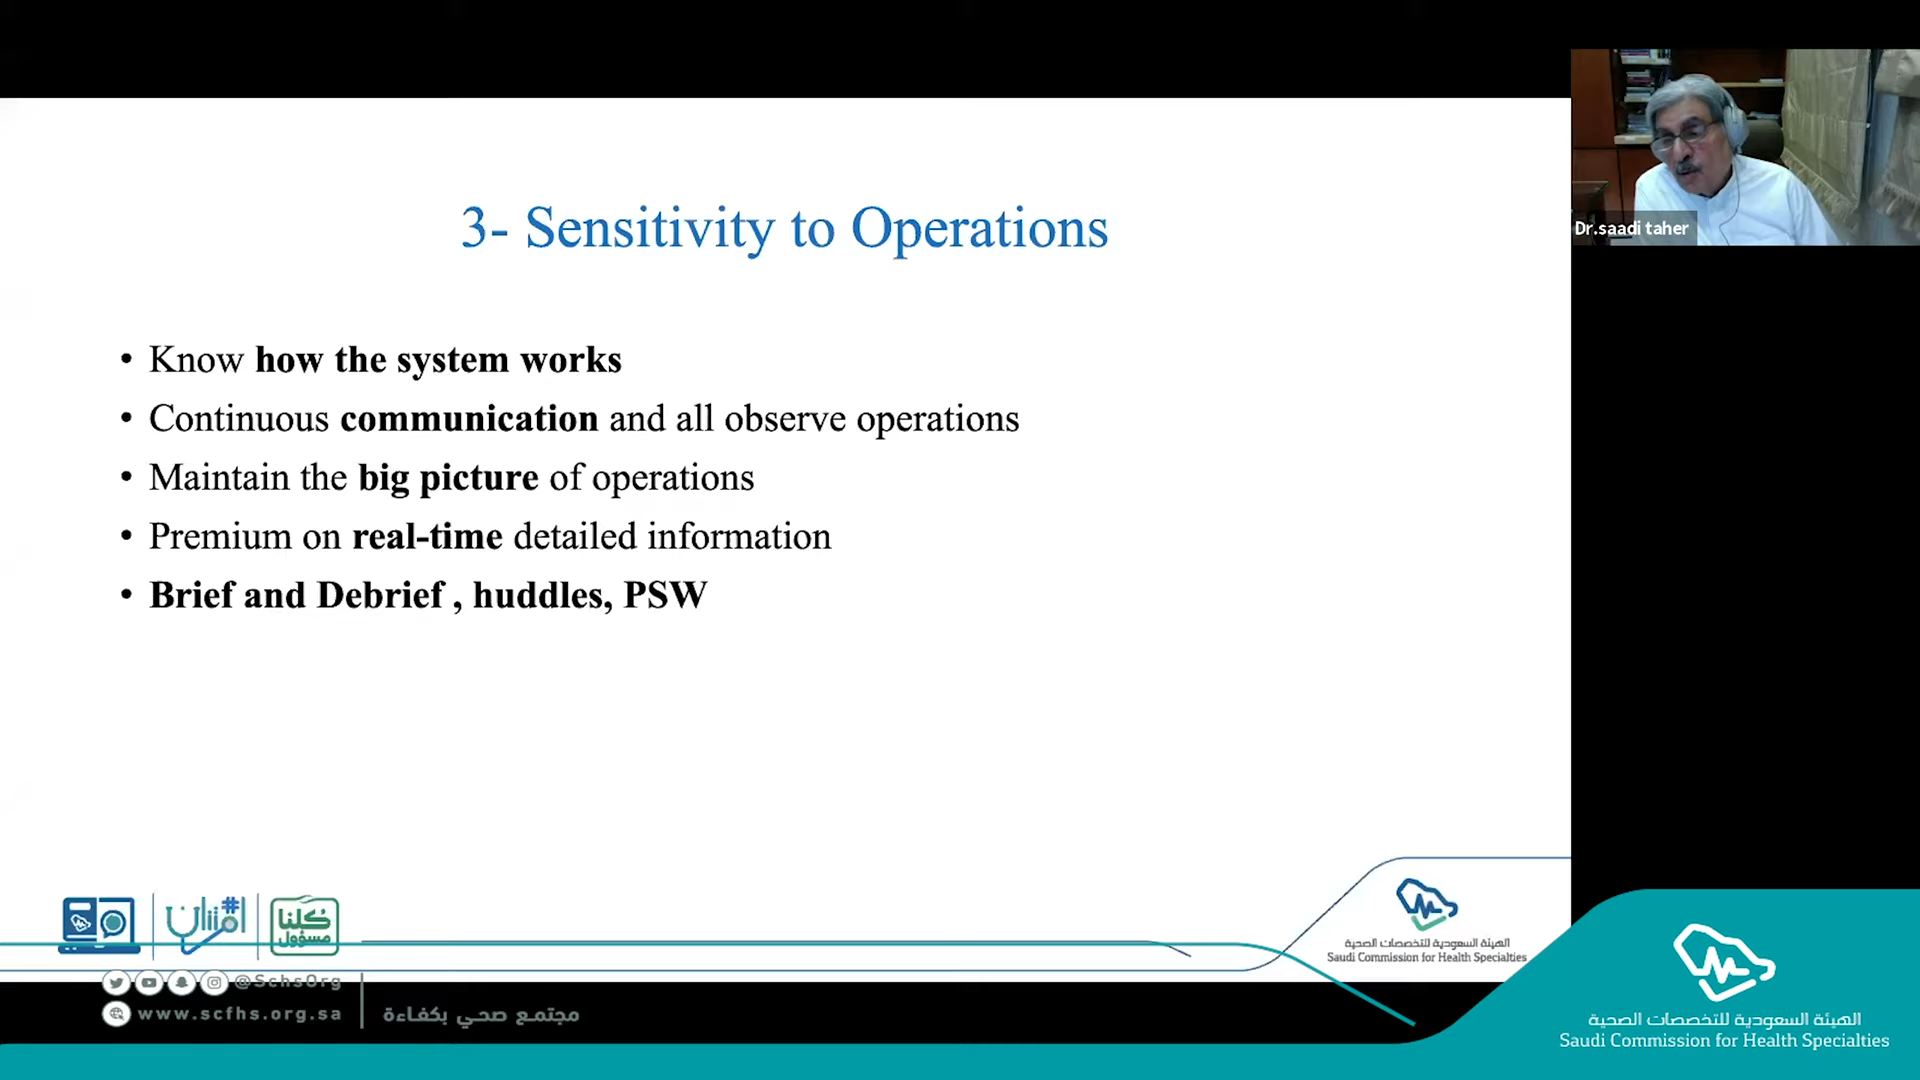 3- Sensitivity to Operations
• Know how the system works
• Continuous communication and all observe operations
• Maintain the big picture of operations
• Premium on real-time detailed information
• Brief and Debrief , huddles, PSW
Dr.saadi taher
#امتنان
كلنا مسؤول
الهيئة السعودية للتخصصات الصحية
Saudi Commission for Health Specialties
@SchsOrg
www.scfhs.org.sa
مجتمع صحي بكفاءة
الهيئة السعودية للتخصصات الصحية
Saudi Commission for Health Specialties